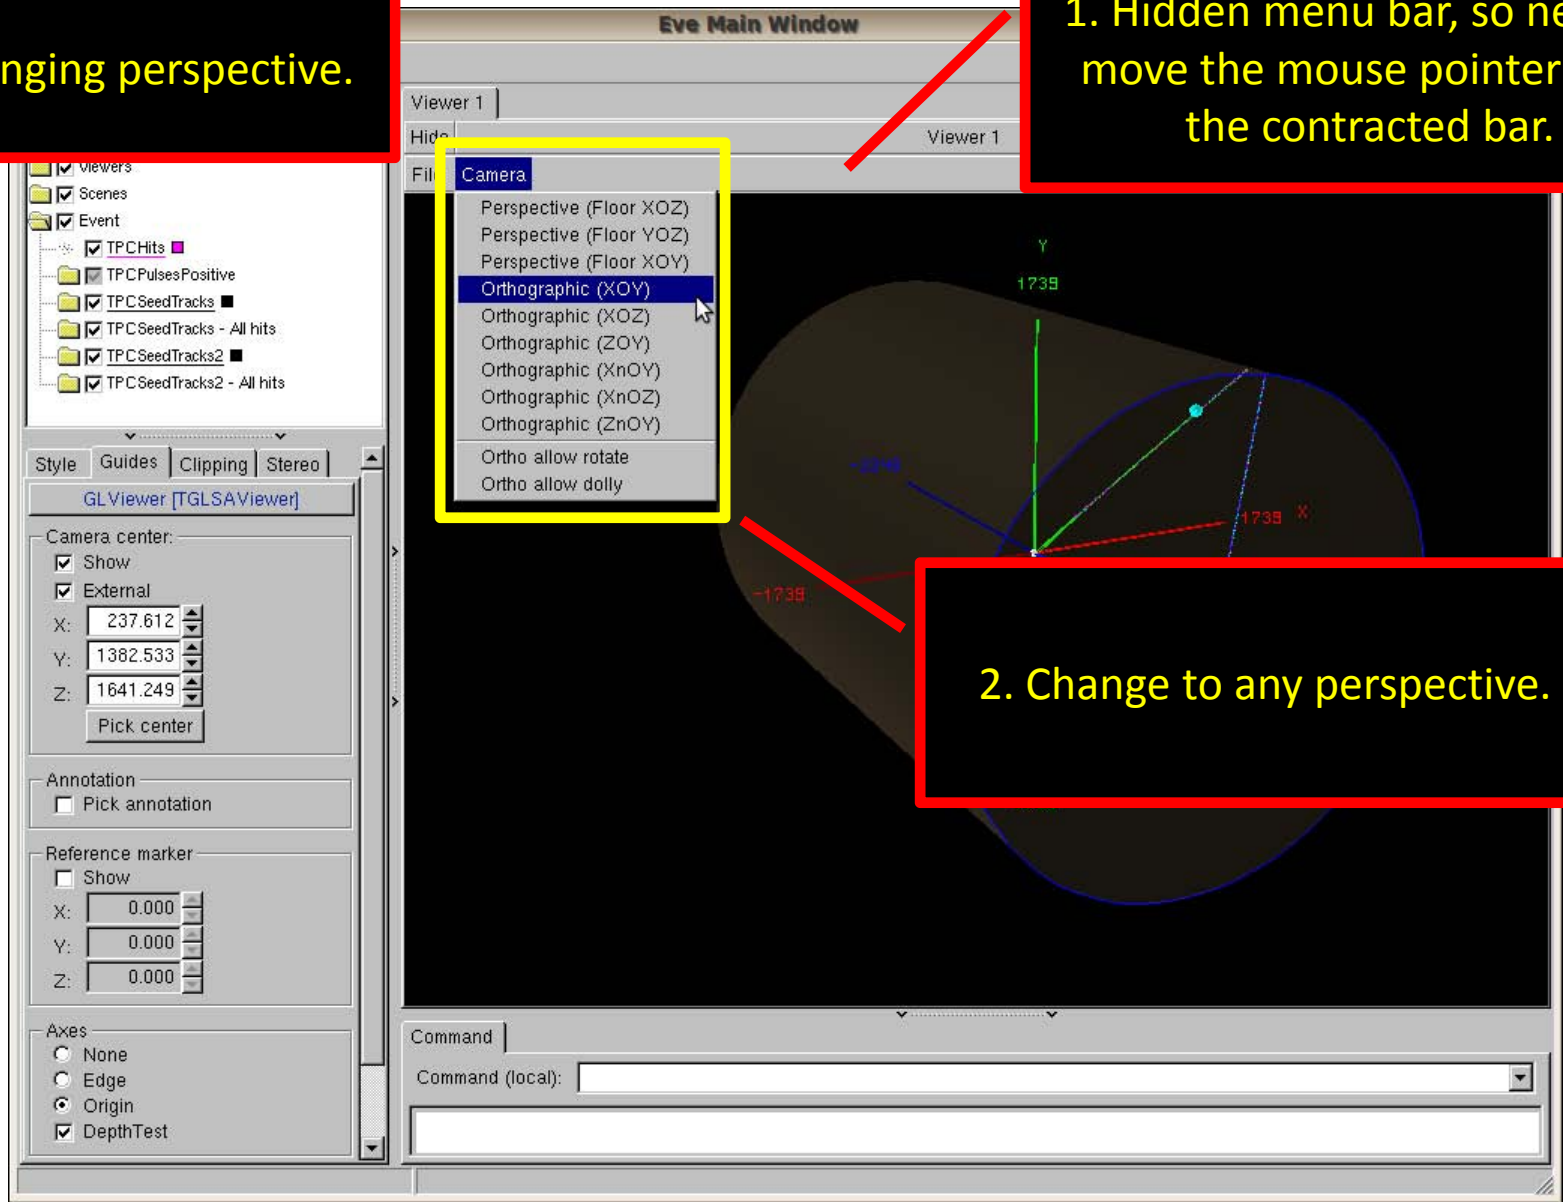 Eve Main Window
nging perspective.
1. Hidden menu bar, so ne
move the mouse pointer
the contracted bar.
Viewer 1
Hide
Viewer 1
File
Camera
Perspective (Floor XOZ)
Perspective (Floor YOZ)
Perspective (Floor XOY)
Orthographic (XOY)
Orthographic (XOZ)
Orthographic (ZOY)
Orthographic (XnOY)
Orthographic (XnOZ)
Orthographic (ZnOY)
Ortho allow rotate
Ortho allow dolly
Viewers
Scenes
Event
TPCHits
TPCPulsesPositive
TPCSeedTracks
TPCSeedTracks - All hits
TPCSeedTracks2
TPCSeedTracks2 - All hits
Style Guides Clipping Stereo
GLViewer [TGLSAViewer]
Camera center:
Show
External
X: 237.612
Y: 1382.533
Z: 1641.249
Pick center
Annotation
Pick annotation
Reference marker
Show
X: 0.000
Y: 0.000
Z: 0.000
Axes
None
Edge
Origin
DepthTest
Y
1739
1739 X
-1739
2. Change to any perspective.
Command
Command (local):